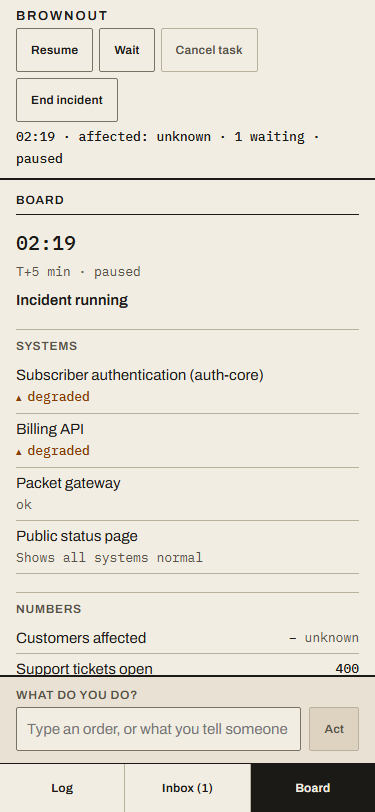 BROWNOUT
Resume
Wait
Cancel task
End incident
02:19 · affected: unknown · 1 waiting ·
paused
BOARD
02:19
T+5 min · paused
Incident running
SYSTEMS
Subscriber authentication (auth-core)
▲ degraded
Billing API
▲ degraded
Packet gateway
ok
Public status page
Shows all systems normal
NUMBERS
Customers affected – unknown
Support tickets open 400
WHAT DO YOU DO?
Type an order, or what you tell someone
Act
Log
Inbox (1)
Board